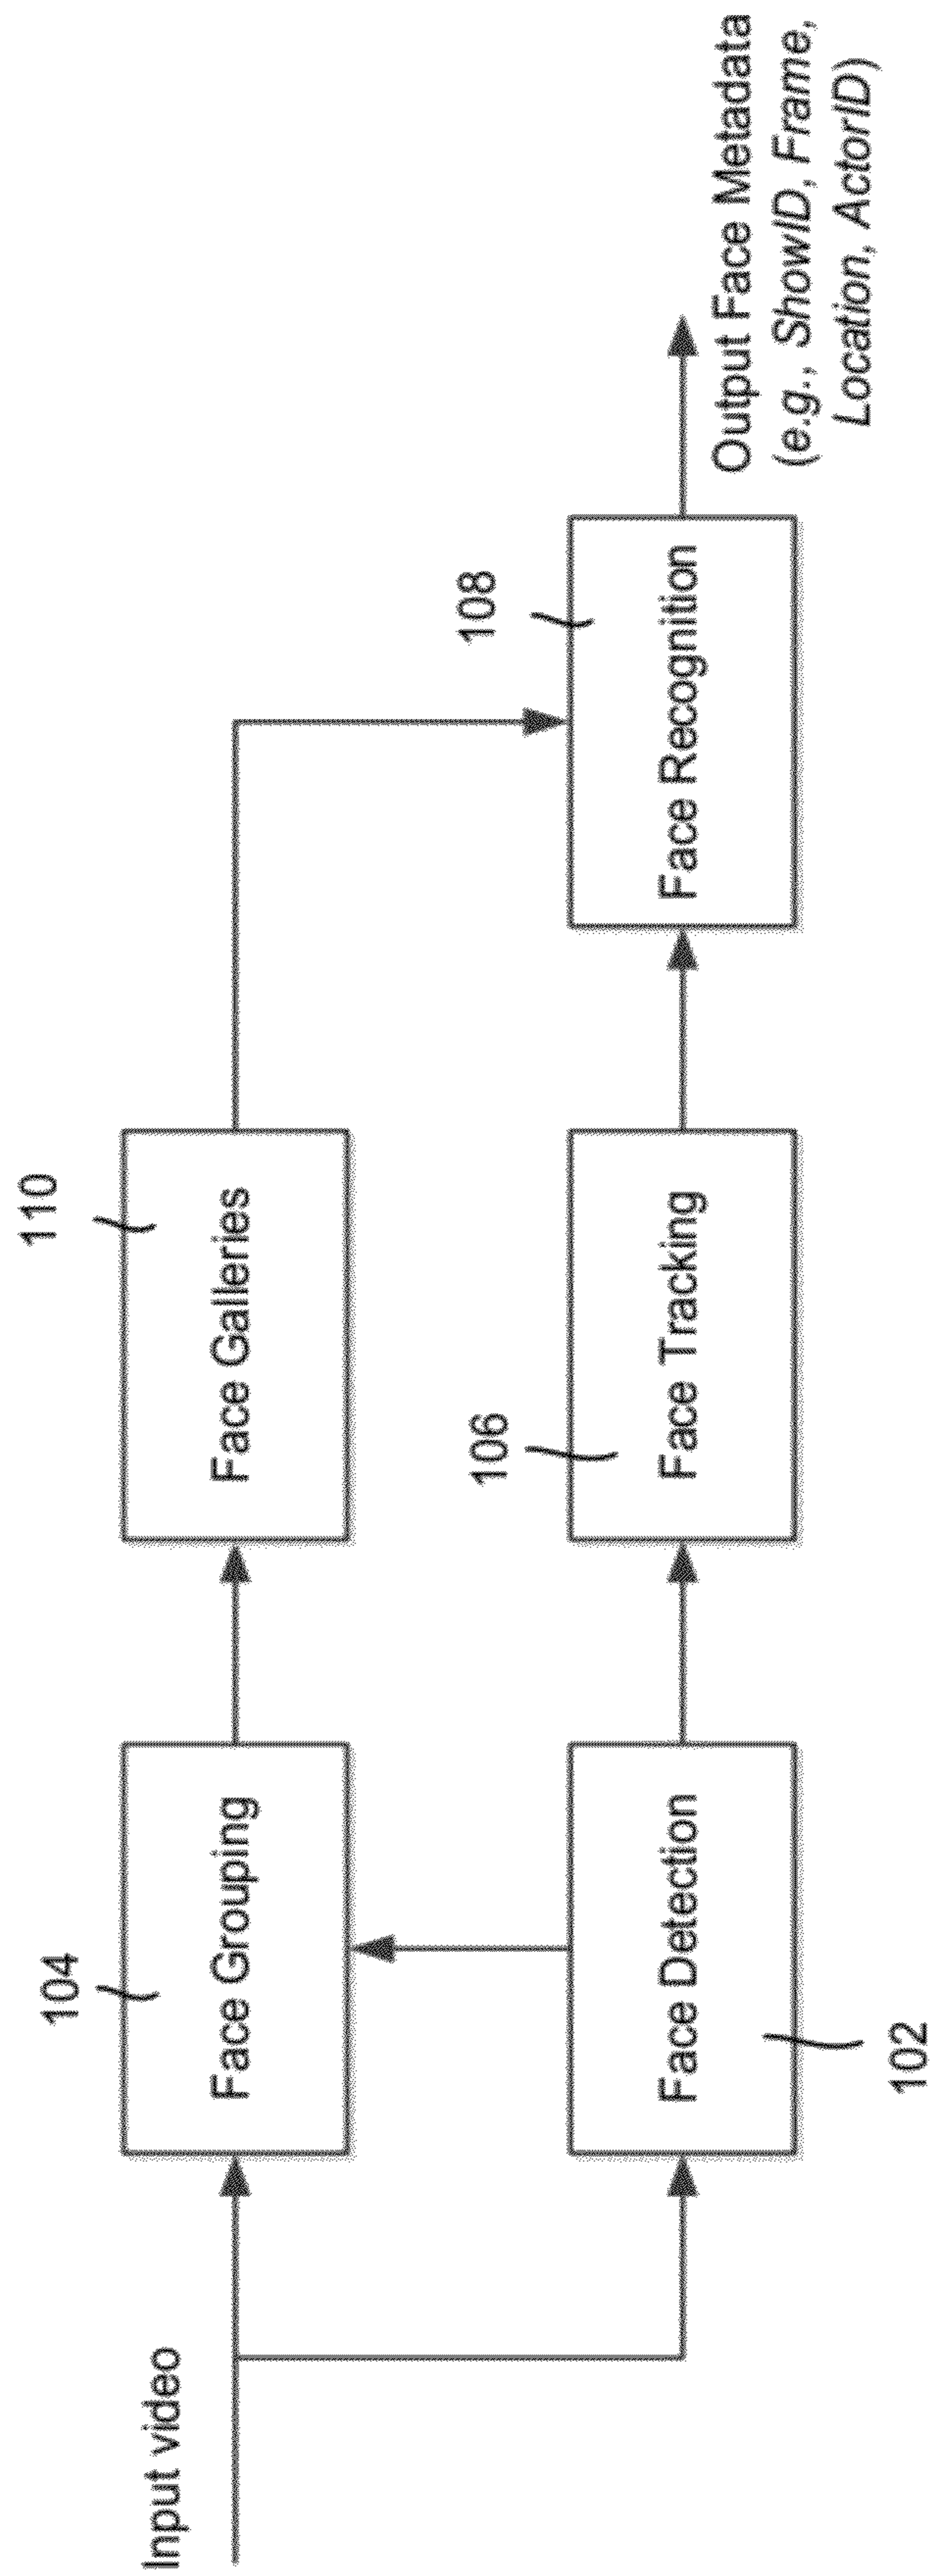 Input video
104
Face Grouping
110
Face Galleries
102
Face Detection
106
Face Tracking
108
Face Recognition
Output Face Metadata
(e.g., ShowID, Frame,
Location, ActorID)